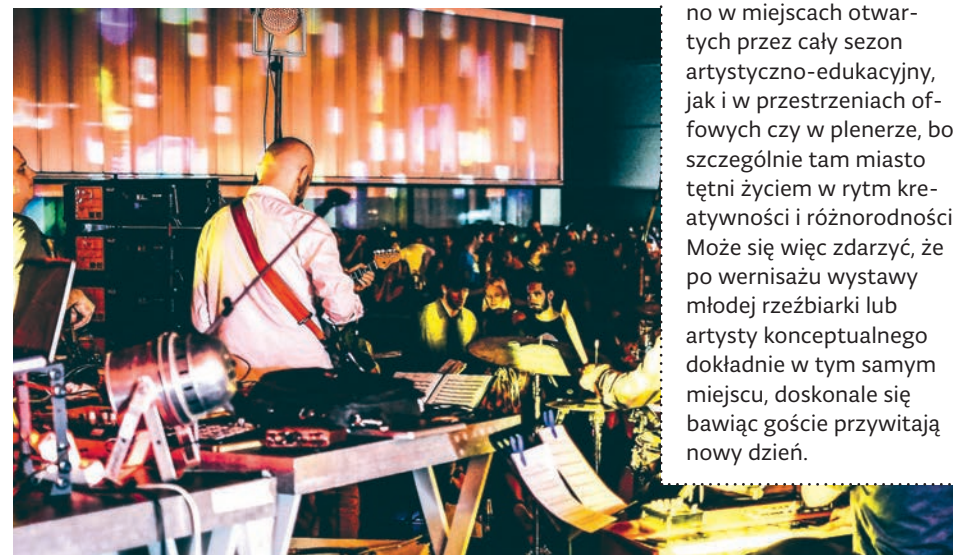 no w miejscach otwar-
tych przez cały sezon
artystyczno-edukacyjny,
jak i w przestrzeniach of-
fowych czy w plenerze, bo
szczególnie tam miasto
tętni życiem w rytm kre-
atywności i różnorodności
Może się więc zdarzyć, że
po wernisażu wystawy
młodej rzeźbiarki lub
artysty konceptualnego
dokładnie w tym samym
miejscu, doskonale się
bawiąc goście przywitają
nowy dzień.